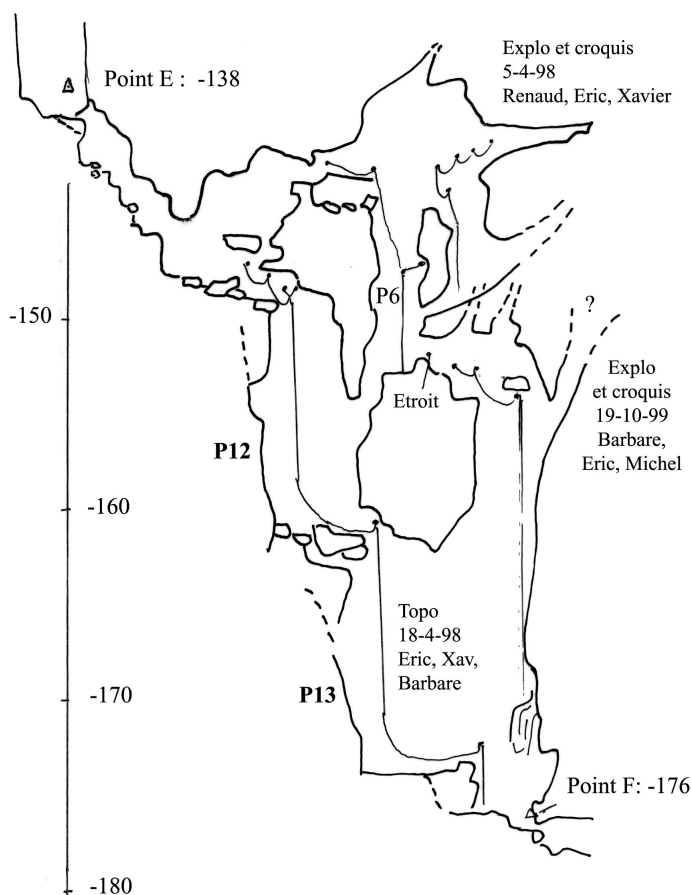 Point E : -138
Explo et croquis
5-4-98
Renaud, Eric, Xavier
P6
-150
?
Explo
et croquis
19-10-99
Barbare,
Eric, Michel
Etroit
P12
-160
Topo
18-4-98
Eric, Xav,
Barbare
-170
P13
Point F: -176
-180